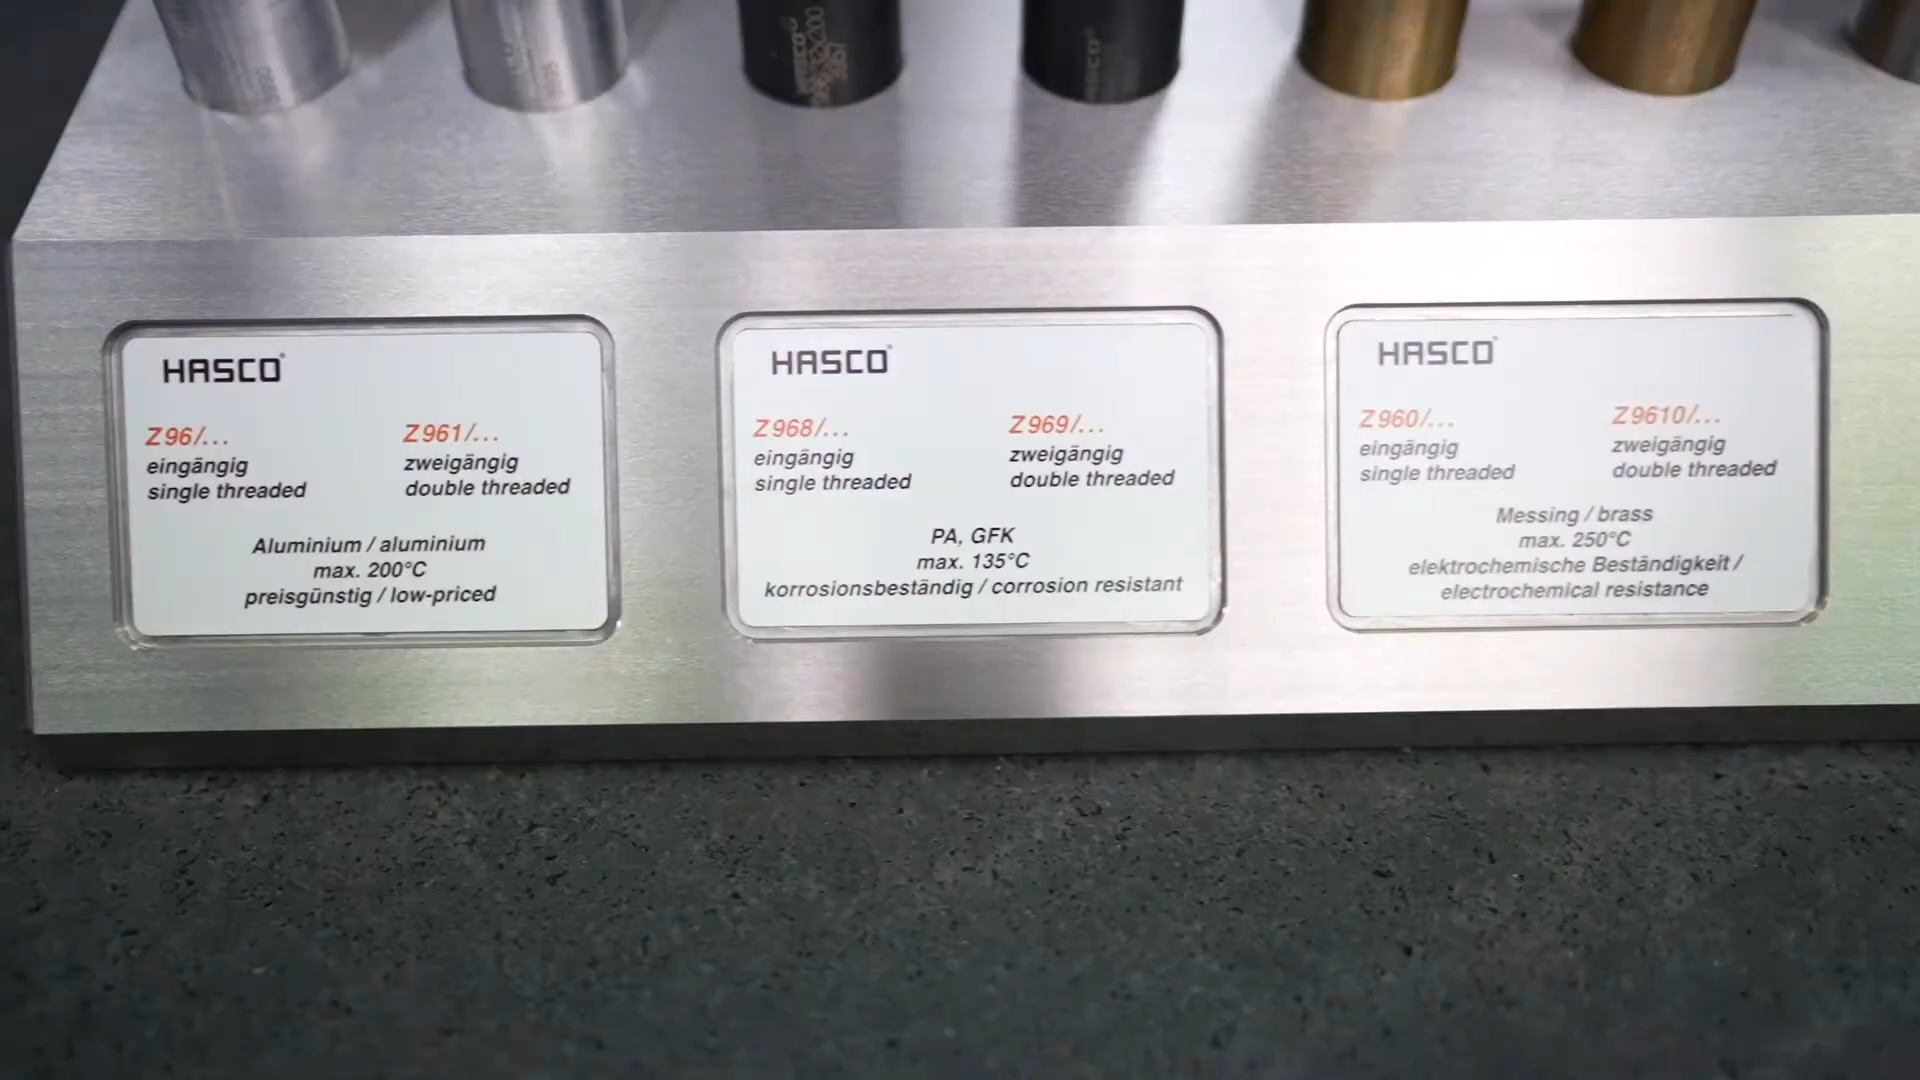 HASCO®
Z96/...
eingängig
single threaded
Z961/...
zweigängig
double threaded
Aluminium / aluminium
max. 200°C
preisgünstig / low-priced
HASCO®
Z968/...
eingängig
single threaded
Z969/...
zweigängig
double threaded
PA, GFK
max. 135°C
korrosionsbeständig / corrosion resistant
HASCO®
Z960/...
eingängig
single threaded
Z9610/...
zweigängig
double threaded
Messing / brass
max. 250°C
elektrochemische Beständigkeit /
electrochemical resistance